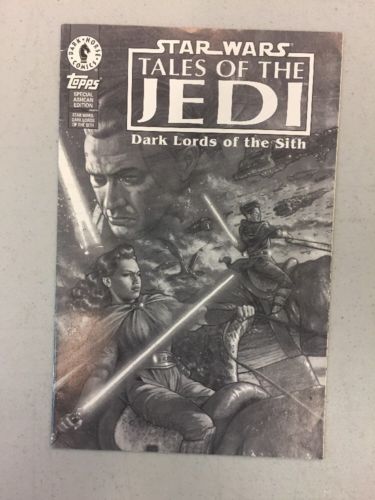 DARK HORSE
COMICS
Topps
SPECIAL
ASHCAN
EDITION
STAR WARS:
DARK LORDS
OF THE SITH
STAR WARS
TALES OF THE
JEDI
Dark Lords of the Sith